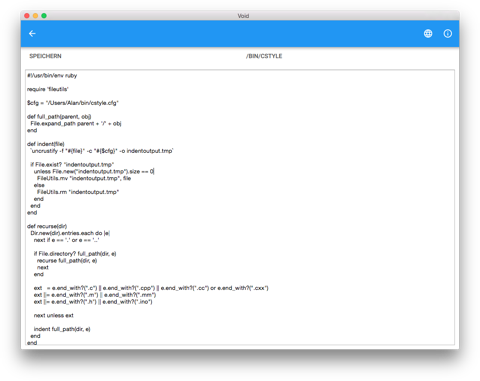 Void
SPEICHERN /BIN/CSTYLE
#!/usr/bin/env ruby
require 'fileutils'
$cfg = "/Users/Alan/bin/cstyle.cfg"
def full_path(parent, obj)
File.expand_path parent + '/' + obj
end
def indent(file)
`uncrustify -f "#{file}" -c "#{$cfg}" -o indentoutput.tmp`
if File.exist? "indentoutput.tmp"
unless File.new("indentoutput.tmp").size == 0
FileUtils.mv "indentoutput.tmp", file
else
FileUtils.rm "indentoutput.tmp"
end
end
end
def recurse(dir)
Dir.new(dir).entries.each do |e|
next if e == '.' or e == '..'
if File.directory? full_path(dir, e)
recurse full_path(dir, e)
next
end
ext = e.end_with?(".c") || e.end_with?(".cpp") || e.end_with?(".cc") or e.end_with?(".cxx")
ext ||= e.end_with?(".m") || e.end_with?(".mm")
ext ||= e.end_with?(".h") || e.end_with?(".ino")
next unless ext
indent full_path(dir, e)
end
end